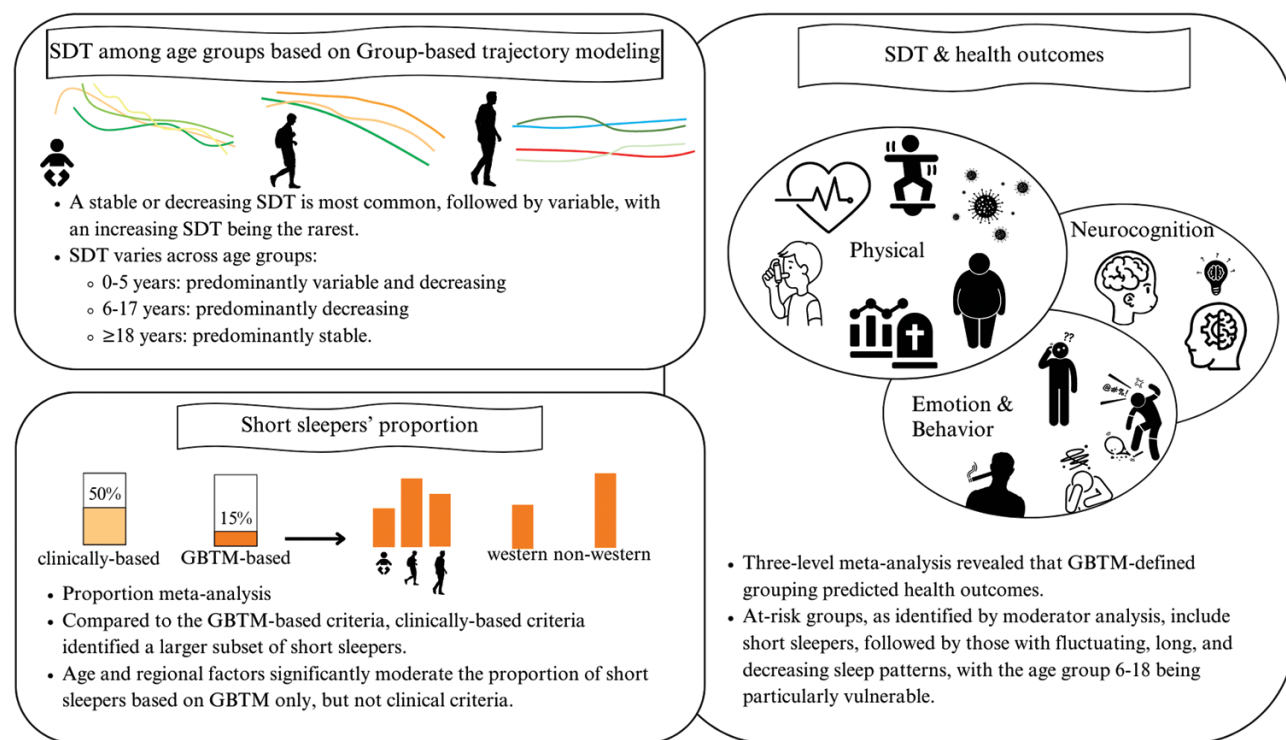 SDT among age groups based on Group-based trajectory modeling
• A stable or decreasing SDT is most common, followed by variable, with
an increasing SDT being the rarest.
• SDT varies across age groups:
◦ 0-5 years: predominantly variable and decreasing
◦ 6-17 years: predominantly decreasing
◦ ≥18 years: predominantly stable.
Short sleepers’ proportion
50%
15%
clinically-based
GBTM-based
western
non-western
• Proportion meta-analysis
• Compared to the GBTM-based criteria, clinically-based criteria
identified a larger subset of short sleepers.
• Age and regional factors significantly moderate the proportion of short
sleepers based on GBTM only, but not clinical criteria.
SDT & health outcomes
Physical
Neurocognition
Emotion &
Behavior
??
@#%!
• Three-level meta-analysis revealed that GBTM-defined
grouping predicted health outcomes.
• At-risk groups, as identified by moderator analysis, include
short sleepers, followed by those with fluctuating, long, and
decreasing sleep patterns, with the age group 6-18 being
particularly vulnerable.